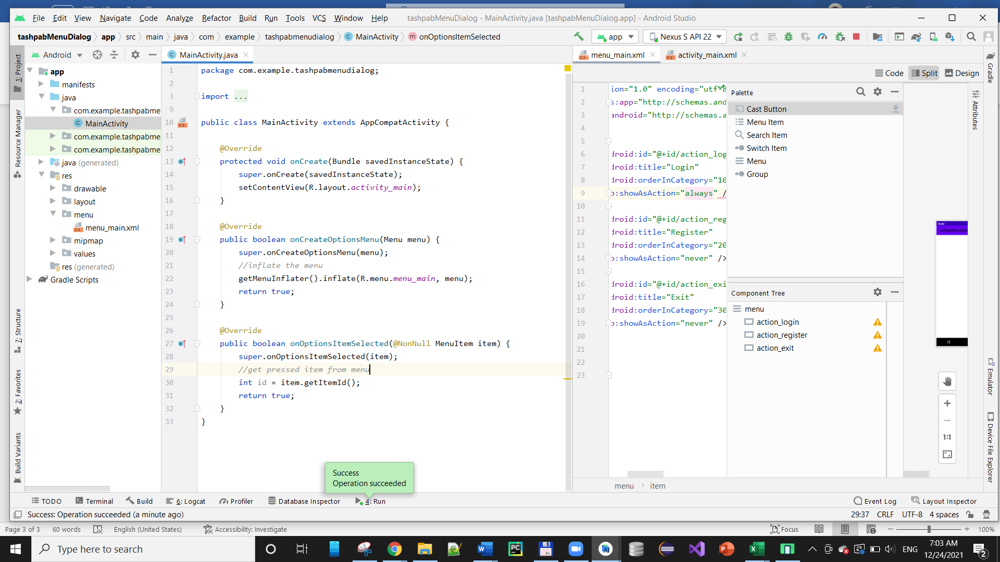 File Edit View Navigate Code Analyze Refactor Build Run Tools VCS Window Help tashpabMenuDialog - MainActivity.java [tashpabMenuDialog.app] - Android Studio
tashpabMenuDialog app src main java com example tashpabmenudialog MainActivity onOptionsItemSelected app Nexus S API 22
Android
MainActivity.java
menu_main.xml activity_main.xml
Code Split Design
1: Project
Resource Manager
7: Structure
2: Favorites
Build Variants
app
manifests
java
com.example.tashpabme
MainActivity
com.example.tashpabme
com.example.tashpabme
java (generated)
res
drawable
layout
menu
menu_main.xml
mipmap
values
res (generated)
Gradle Scripts
1 package com.example.tashpabmenudialog;
2
3 import ...
9
10 public class MainActivity extends AppCompatActivity {
11
12 @Override
13 protected void onCreate(Bundle savedInstanceState) {
14 super.onCreate(savedInstanceState);
15 setContentView(R.layout.activity_main);
16 }
17
18 @Override
19 public boolean onCreateOptionsMenu(Menu menu) {
20 super.onCreateOptionsMenu(menu);
21 //inflate the menu
22 getMenuInflater().inflate(R.menu.menu_main, menu);
23 return true;
24 }
25
26 @Override
27 public boolean onOptionsItemSelected(@NonNull MenuItem item) {
28 super.onOptionsItemSelected(item);
29 //get pressed item from menu
30 int id = item.getItemId();
31 return true;
32 }
33 }
1 ion="1.0" encoding="utf-8
2 s:app="http://schemas.and
3 android="http://schemas.a
4
5
6 droid:id="@+id/action_log
7 droid:title="Login"
8 droid:orderInCategory="10
9 p:showAsAction="always" /
10
11 droid:id="@+id/action_reg
12 droid:title="Register"
13 droid:orderInCategory="20
14 p:showAsAction="never" />
15
16 droid:id="@+id/action_exi
17 droid:title="Exit"
18 droid:orderInCategory="30
19 p:showAsAction="never" />
20
21
22
23
Palette
Cast Button
Menu Item
Search Item
Switch Item
Menu
Group
Component Tree
menu
action_login
action_register
action_exit
10:00
tashpabMenuDial
1:1
Gradle
Attributes
Emulator
Device File Explorer
menu item
Success
Operation succeeded
TODO Terminal Build 6: Logcat Profiler Database Inspector 4: Run Event Log Layout Inspector
Success: Operation succeeded (a minute ago) 29:37 CRLF UTF-8 4 spaces
Page 3 of 3 60 words English (United States) Accessibility: Investigate Focus 100%
Type here to search
W PC 64 P X
ENG
7:03 AM
12/24/2021
2